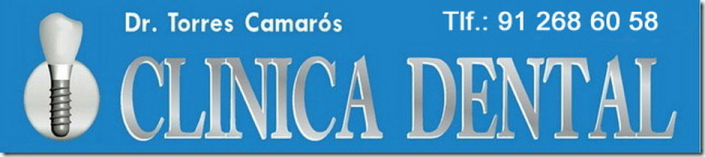 Dr. Torres Camarós Tlf.: 91 268 60 58
CLINICA DENTAL